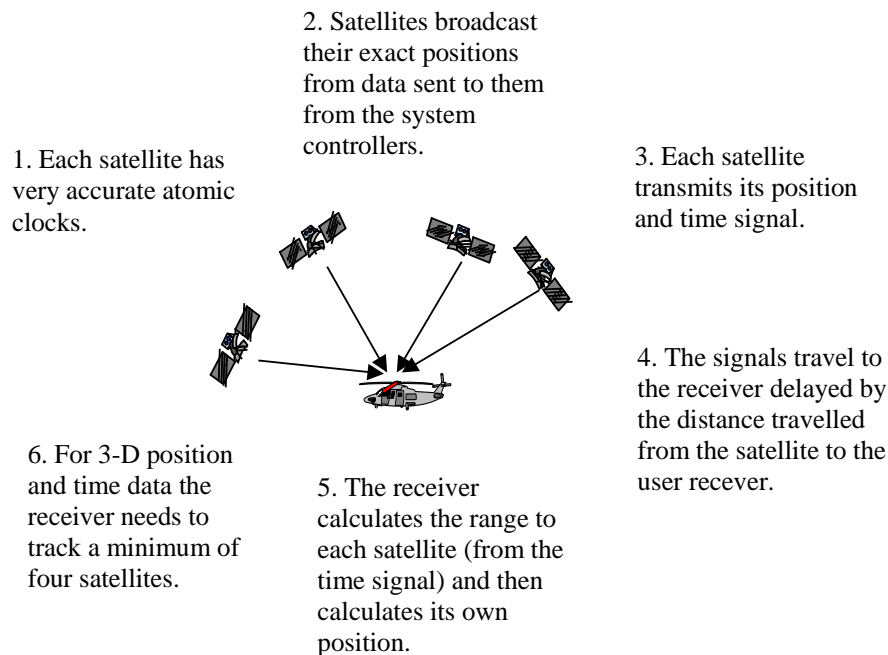 1. Each satellite has
very accurate atomic
clocks.
2. Satellites broadcast
their exact positions
from data sent to them
from the system
controllers.
3. Each satellite
transmits its position
and time signal.
4. The signals travel to
the receiver delayed by
the distance travelled
from the satellite to the
user recever.
5. The receiver
calculates the range to
each satellite (from the
time signal) and then
calculates its own
position.
6. For 3-D position
and time data the
receiver needs to
track a minimum of
four satellites.